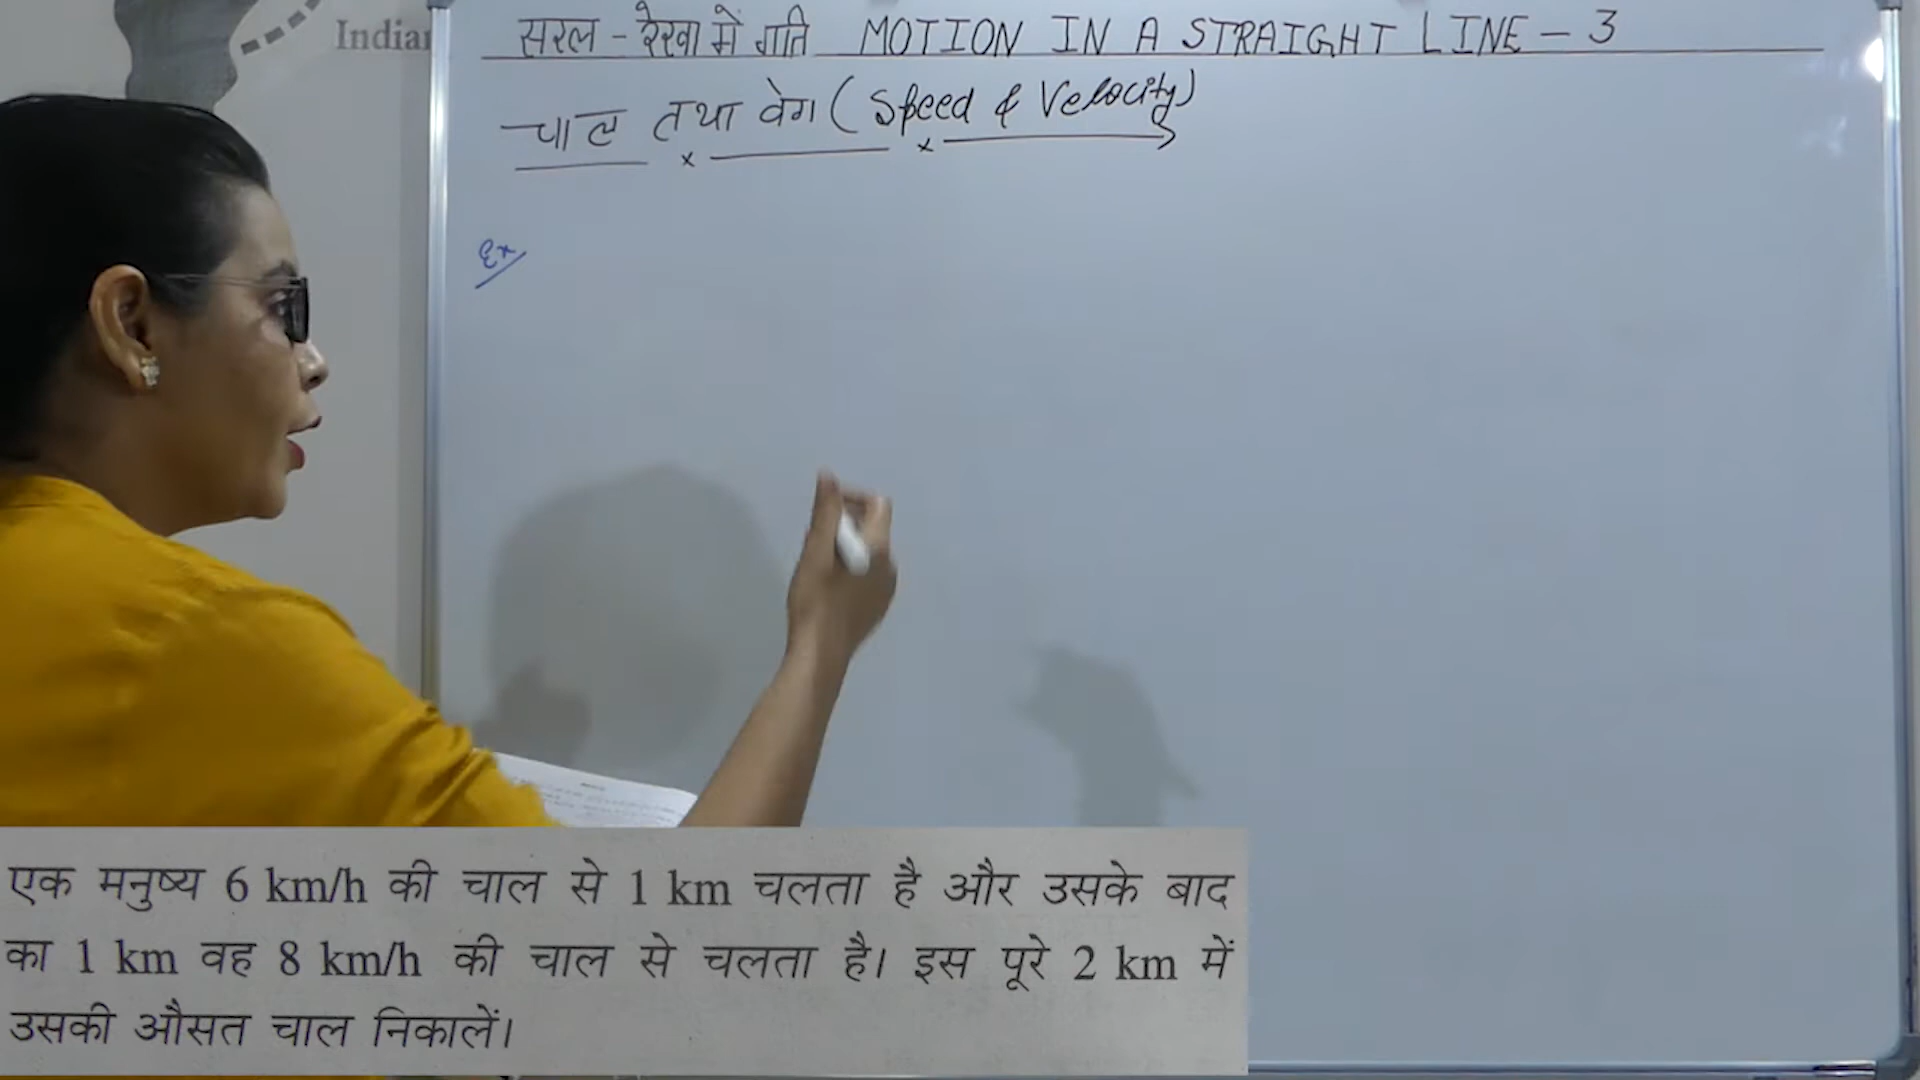 India
सरल - रेखा में गति MOTION IN A STRAIGHT LINE - 3
चाल तथा वेग (Speed & Velocity)
Ex
एक मनुष्य 6 km/h की चाल से 1 km चलता है और उसके बाद
का 1 km वह 8 km/h की चाल से चलता है। इस पूरे 2 km में
उसकी औसत चाल निकालें।